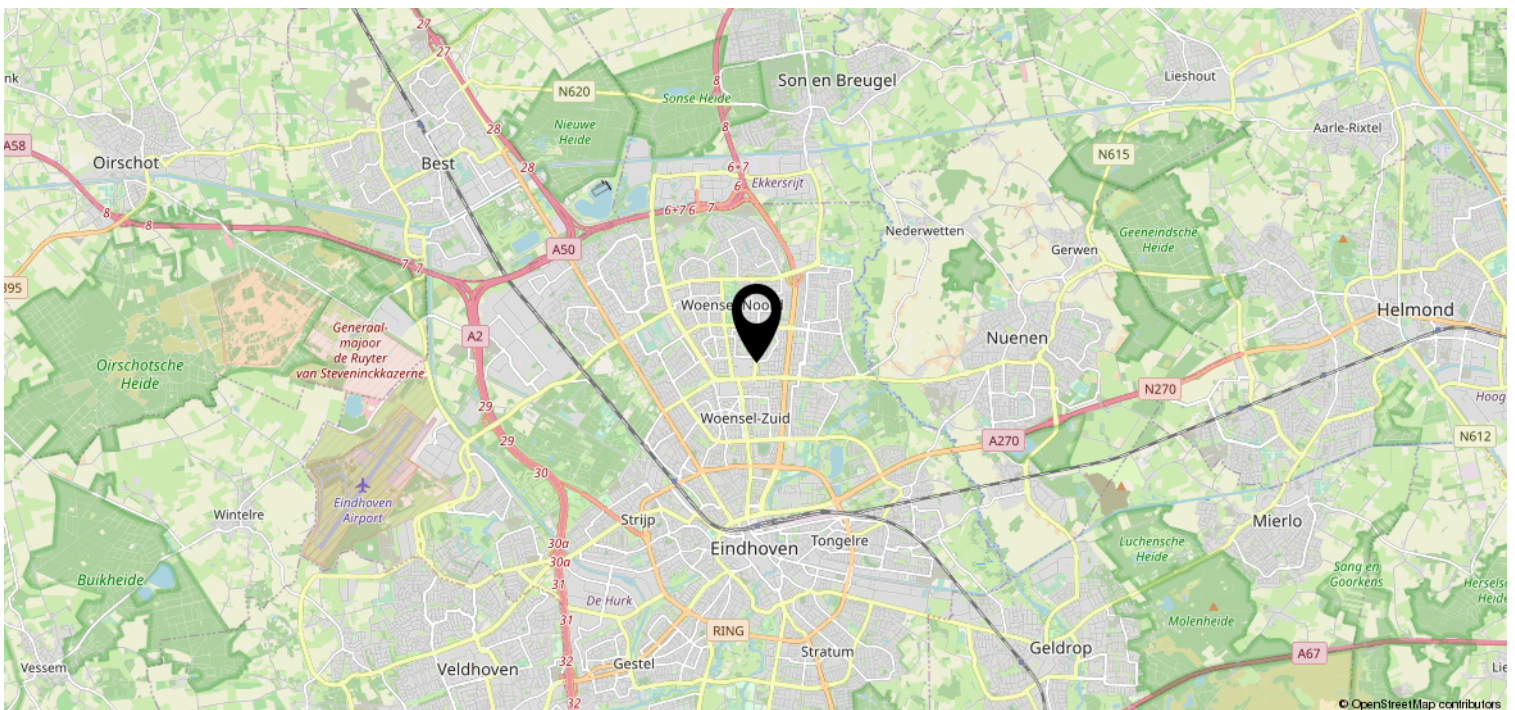 27
27
Son en Breugel
8
Lieshout
N620
Sonse Heide
Nieuwe
Heide
28
8
Aarle-Rixtel
A58
Oirschot
Best
28
N615
6+7
6
Ekkersrijt
8
8
6+7 6
7
Nederwetten
Geeneindsche
Heide
Gerwen
A50
7
7
Woensel-Noord
Helmond
Generaal-
majoor
de Ruyter
van Steveninckkazerne
A2
Nuenen
Oirschotsche
Heide
N270
29
Woensel-Zuid
29
A270
N612
30
Eindhoven
Airport
Wintelre
Strijp
Mierlo
30a
Eindhoven
Tongelre
Luchensche
Heide
30a
Buikheide
31
Sang en
Goorkens
De Hurk
Molenheide
31
RING
Geldrop
Stratum
A67
32
Gestel
Vessem
Veldhoven
32
© OpenStreetMap contributors